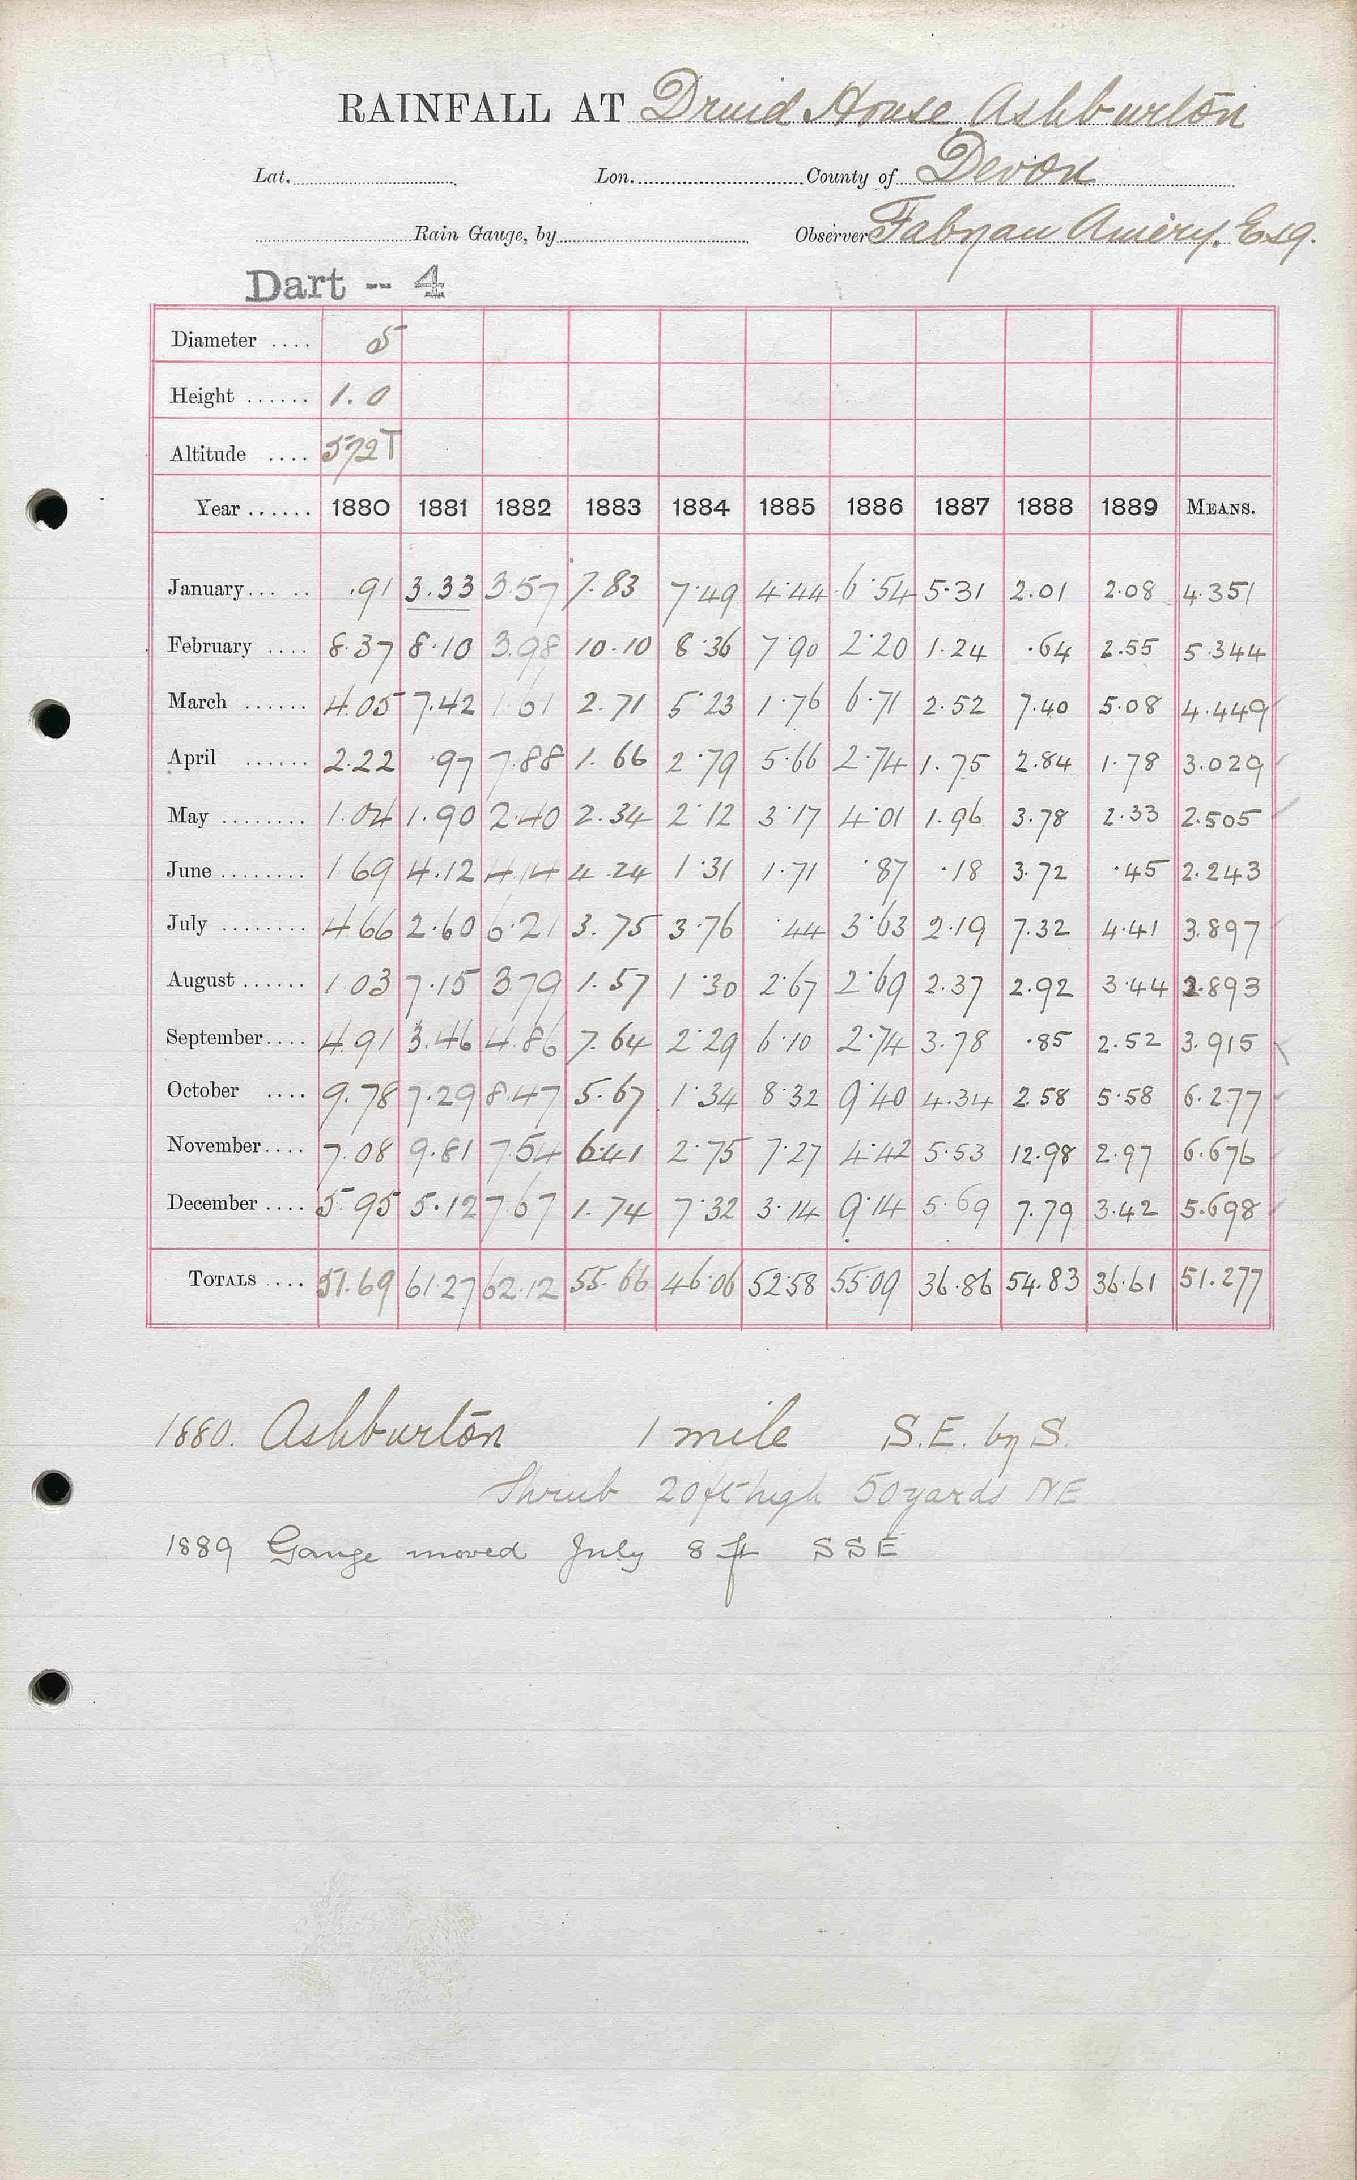 RAINFALL AT Druid House Ashburton
Lat. Lon. County of Devon
Rain Gauge, by Observer Fabyan Amery, Esq.
Dart -- 4
Diameter .... 5
Height ...... 1.0
Altitude .... 572T
Year ...... 1880 1881 1882 1883 1884 1885 1886 1887 1888 1889 MEANS.
January... .. .91 3.33 3.57 7.83 7.49 4.44 6.54 5.31 2.01 2.08 4.351
February .... 8.37 8.10 3.98 10.10 8.36 7.90 2.20 1.24 .64 2.55 5.344
March ...... 4.05 7.42 1.61 2.71 5.23 1.76 6.71 2.52 7.40 5.08 4.449
April ...... 2.22 .97 7.88 1.66 2.79 5.66 2.74 1.75 2.84 1.78 3.029
May ........ 1.04 1.90 2.40 2.34 2.12 3.17 4.01 1.96 3.78 2.33 2.505
June ........ 1.69 4.12 4.14 4.24 1.31 1.71 .87 .18 3.72 .45 2.243
July ........ 4.66 2.60 6.21 3.75 3.76 .44 3.63 2.19 7.32 4.41 3.897
August ...... 1.03 7.15 3.79 1.57 1.30 2.67 2.69 2.37 2.92 3.44 2.893
September.... 4.91 3.46 4.86 7.64 2.29 6.10 2.74 3.78 .85 2.52 3.915
October .... 9.78 7.29 8.47 5.67 1.34 8.32 9.40 4.34 2.58 5.58 6.277
November.... 7.08 9.81 7.54 6.41 2.75 7.27 4.42 5.53 12.98 2.97 6.676
December .... 5.95 5.12 7.67 1.74 7.32 3.14 9.14 5.69 7.79 3.42 5.698
TOTALS .... 51.69 61.27 62.12 55.66 46.06 52.58 55.09 36.86 54.83 36.61 51.277
1880. Ashburton 1 mile S.E. by S.
Shrub 20ft high 50 yards NE
1889 Gauge moved July 8 ft SSE